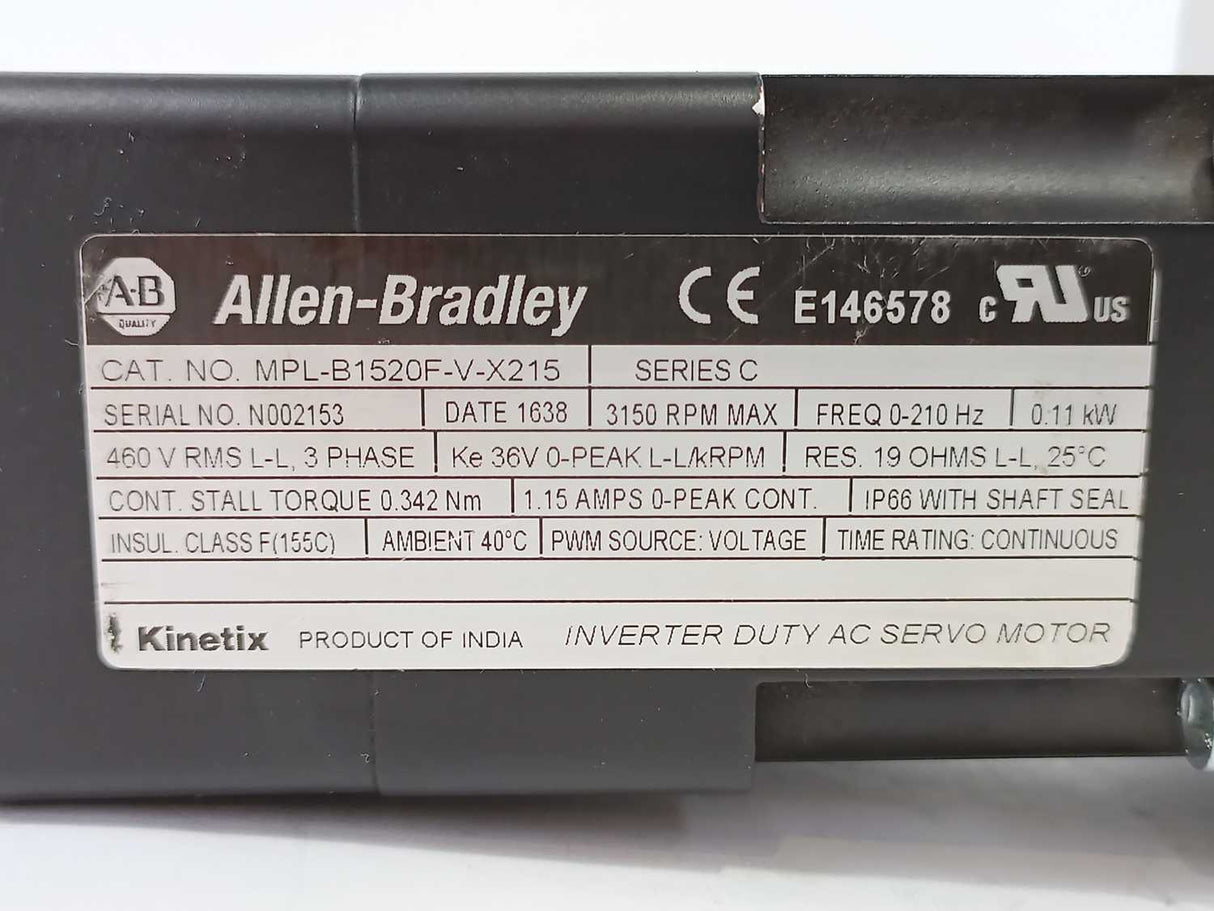 A·B QUALITY Allen-Bradley CE E146578 c RU US
CAT. NO. MPL-B1520F-V-X215 SERIES C
SERIAL NO. N002153 DATE 1638 3150 RPM MAX FREQ 0-210 Hz 0.11 kW
460 V RMS L-L, 3 PHASE Ke 36V 0-PEAK L-L/kRPM RES. 19 OHMS L-L, 25°C
CONT. STALL TORQUE 0.342 Nm 1.15 AMPS 0-PEAK CONT. IP66 WITH SHAFT SEAL
INSUL. CLASS F(155C) AMBIENT 40°C PWM SOURCE: VOLTAGE TIME RATING: CONTINUOUS
Kinetix PRODUCT OF INDIA INVERTER DUTY AC SERVO MOTOR